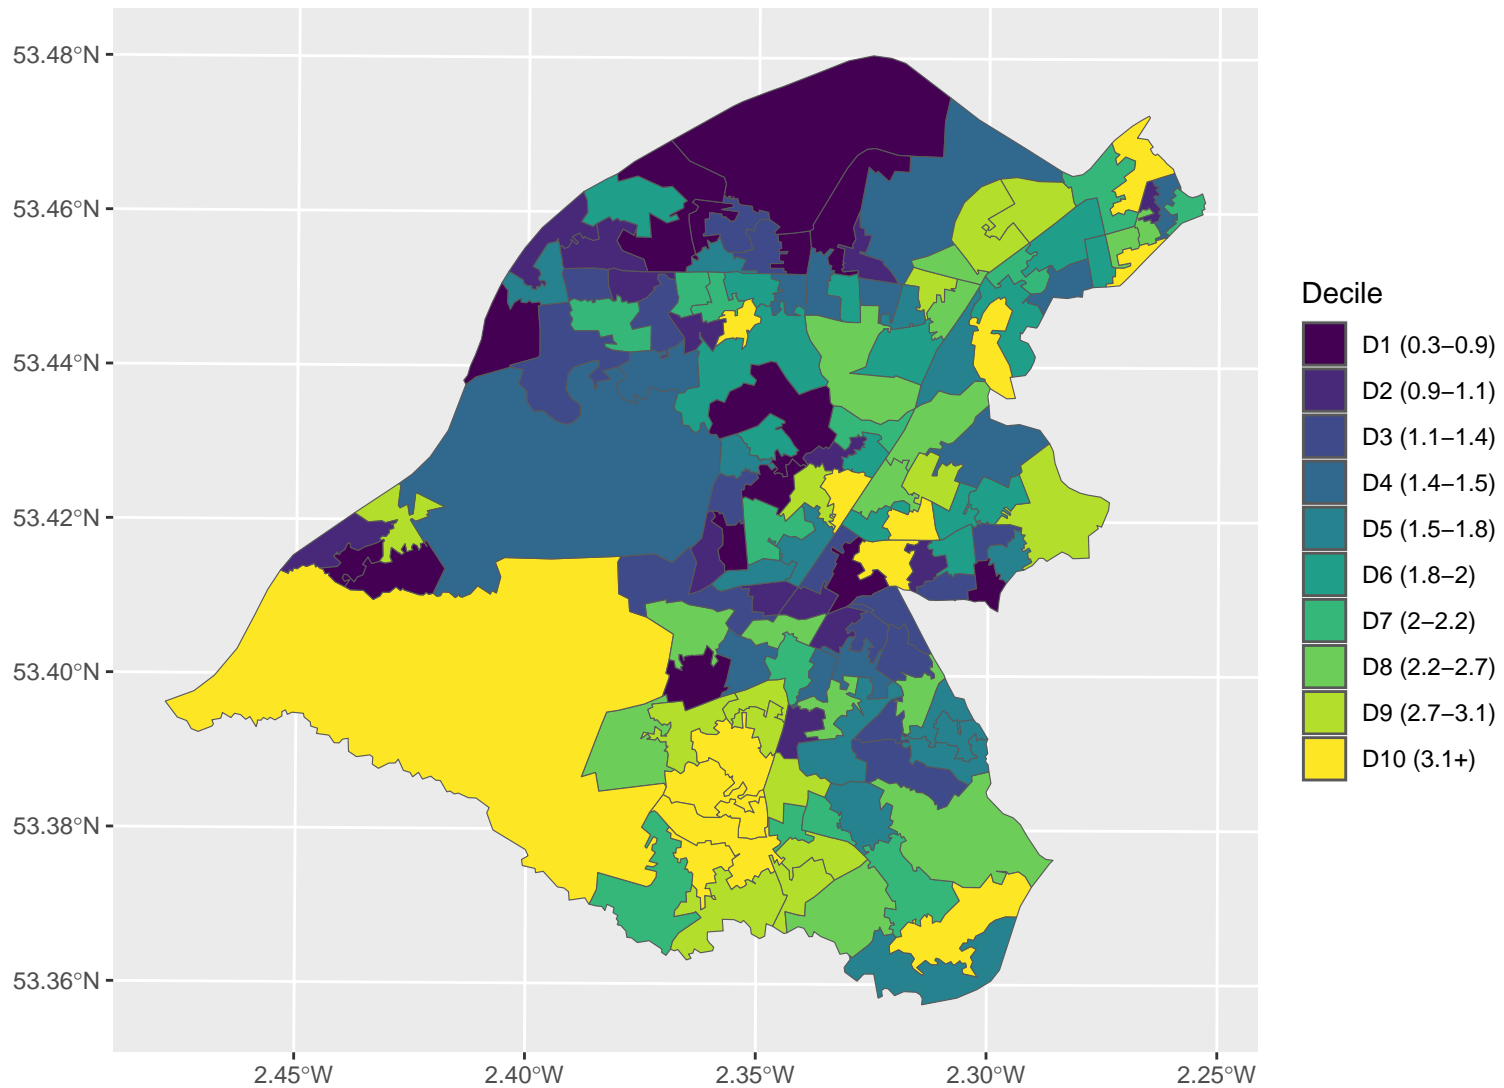 53.48°N
53.46°N
53.44°N
53.42°N
53.40°N
53.38°N
53.36°N
2.45°W
2.40°W
2.35°W
2.30°W
2.25°W
Decile
D1 (0.3–0.9)
D2 (0.9–1.1)
D3 (1.1–1.4)
D4 (1.4–1.5)
D5 (1.5–1.8)
D6 (1.8–2)
D7 (2–2.2)
D8 (2.2–2.7)
D9 (2.7–3.1)
D10 (3.1+)